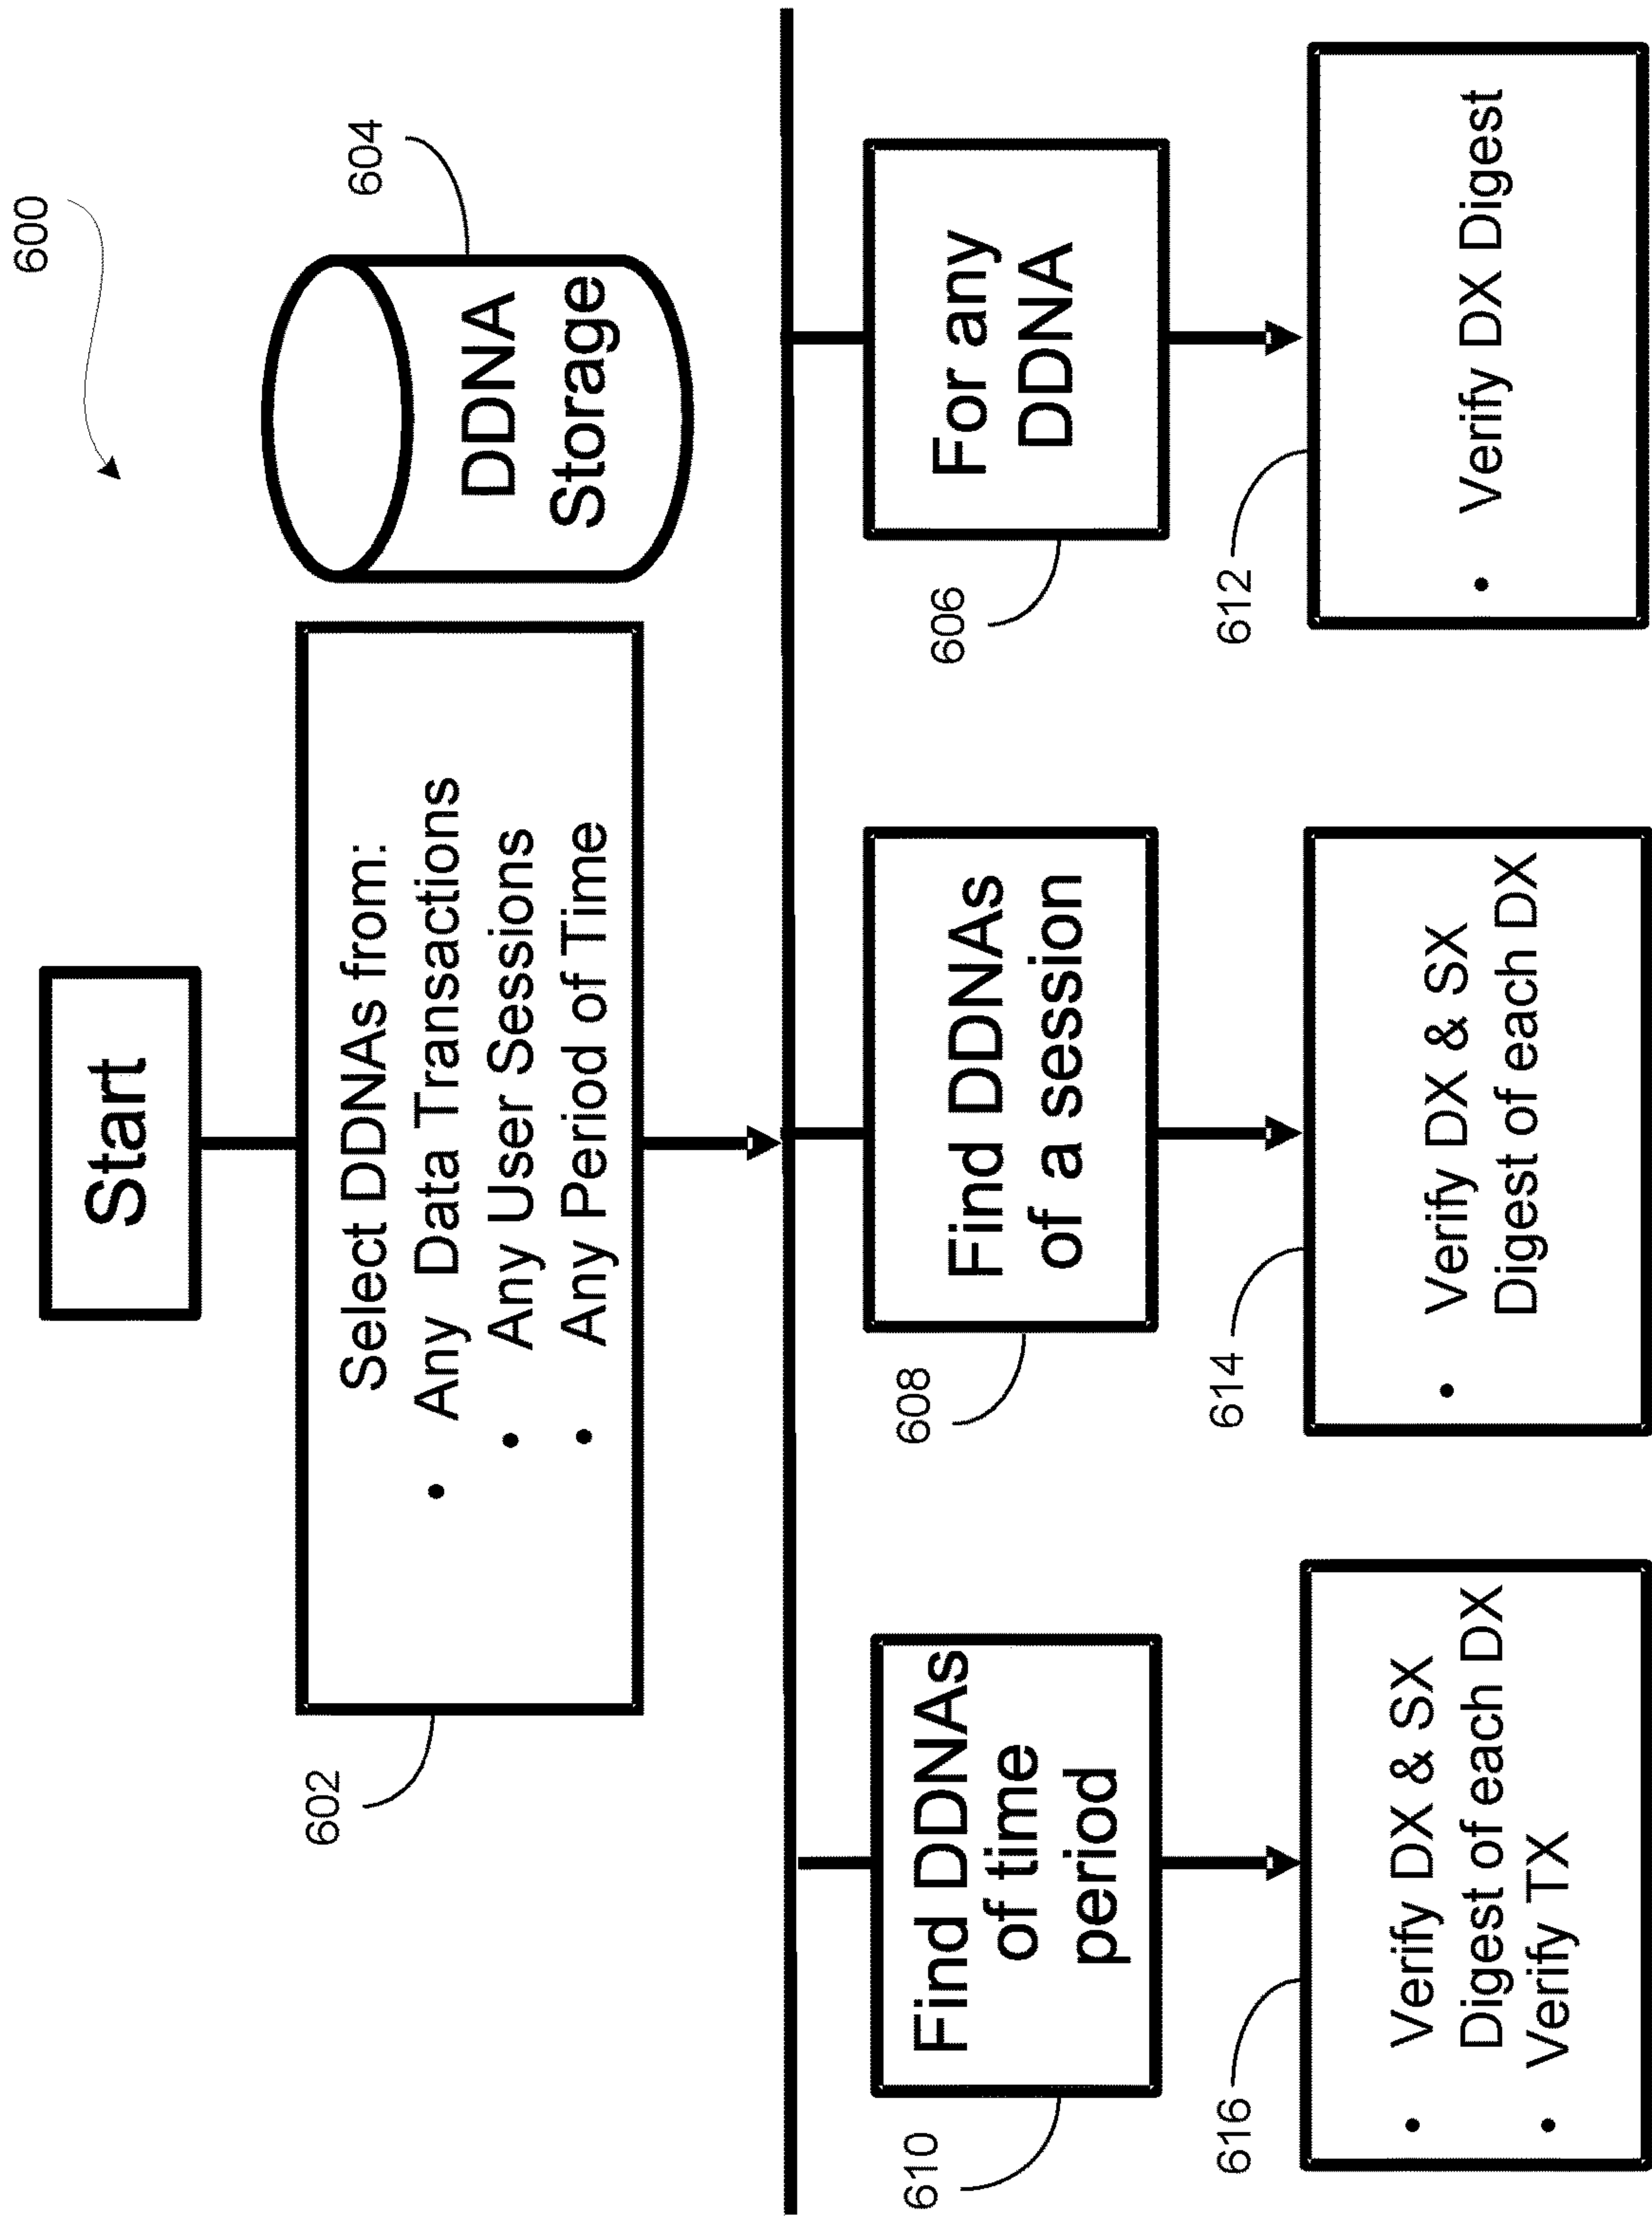 600
Start
Select DDNAs from:
• Any Data Transactions
• Any User Sessions
• Any Period of Time
602
DDNA
Storage
604
Find DDNAs
of time
period
610
Find DDNAs
of a session
608
For any
DDNA
606
• Verify DX & SX
Digest of each DX
• Verify TX
616
• Verify DX & SX
Digest of each DX
614
• Verify DX Digest
612